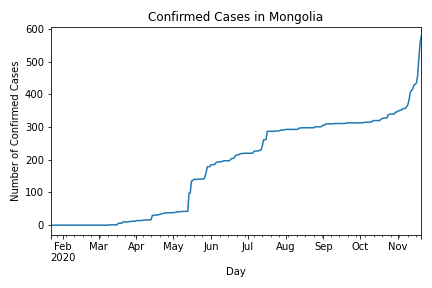 Confirmed Cases in Mongolia
Number of Confirmed Cases
600
500
400
300
200
100
0
Feb Mar Apr May Jun Jul Aug Sep Oct Nov
2020
Day